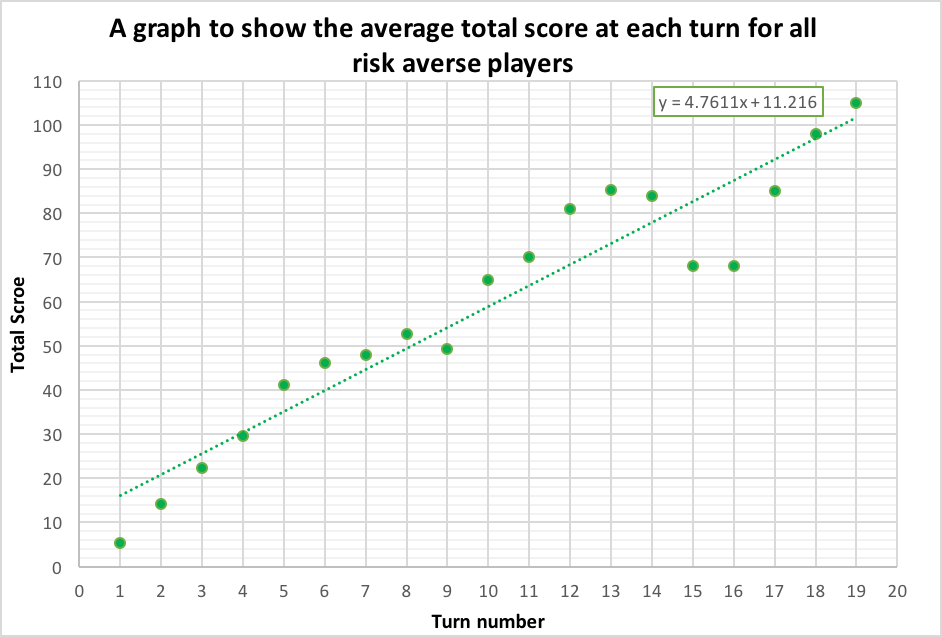 A graph to show the average total score at each turn for all
risk averse players
y = 4.7611x + 11.216
110
100
90
80
70
60
50
40
30
20
10
0
Total Scroe
0 1 2 3 4 5 6 7 8 9 10 11 12 13 14 15 16 17 18 19 20
Turn number